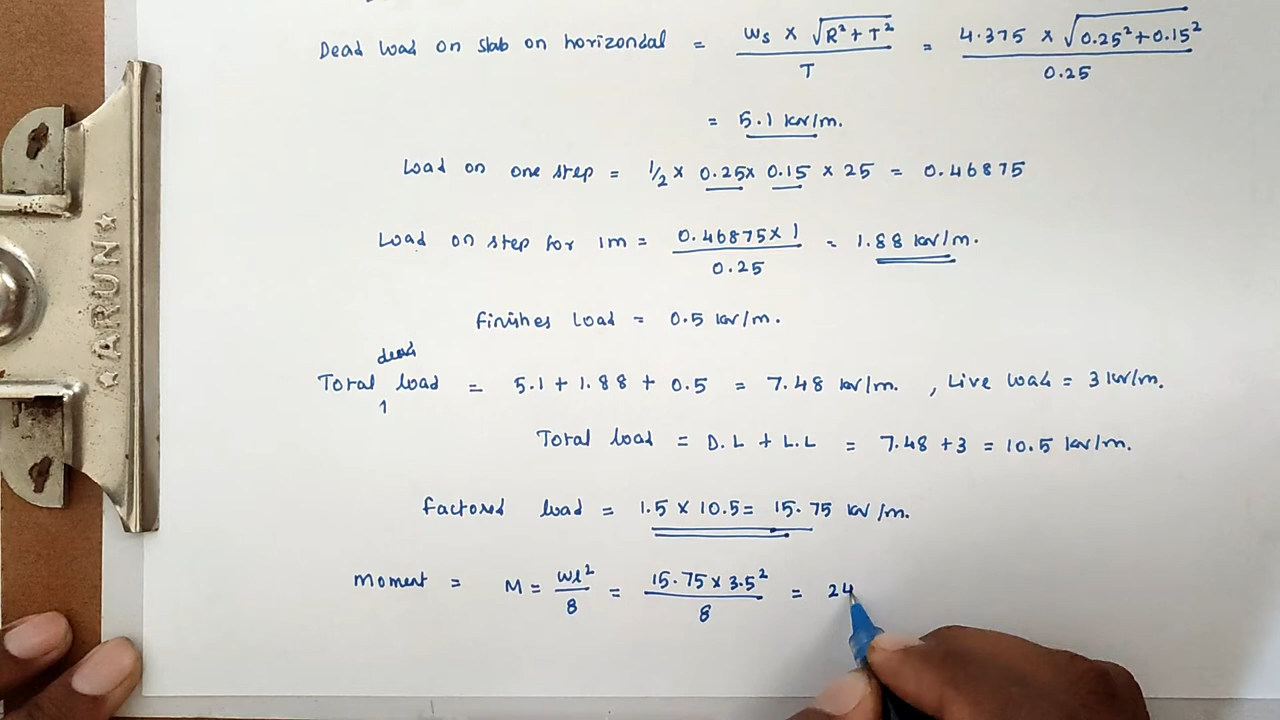 Dead load on slab on horizondal = Ws × √R²+T² / T = 4.375 × √0.25²+0.15² / 0.25
= 5.1 kN/m.
Load on one step = 1/2 × 0.25 × 0.15 × 25 = 0.46875
Load on step for 1m = 0.46875 × 1 / 0.25 = 1.88 kN/m.
Finishes load = 0.5 kN/m.
dead
Total load = 5.1 + 1.88 + 0.5 = 7.48 kN/m. , Live load = 3 kN/m.
Total load = D.L + L.L = 7.48 + 3 = 10.5 kN/m.
Factored load = 1.5 × 10.5 = 15.75 kN/m.
Moment = M = Wl² / 8 = 15.75 × 3.5² / 8 = 24
ARUN